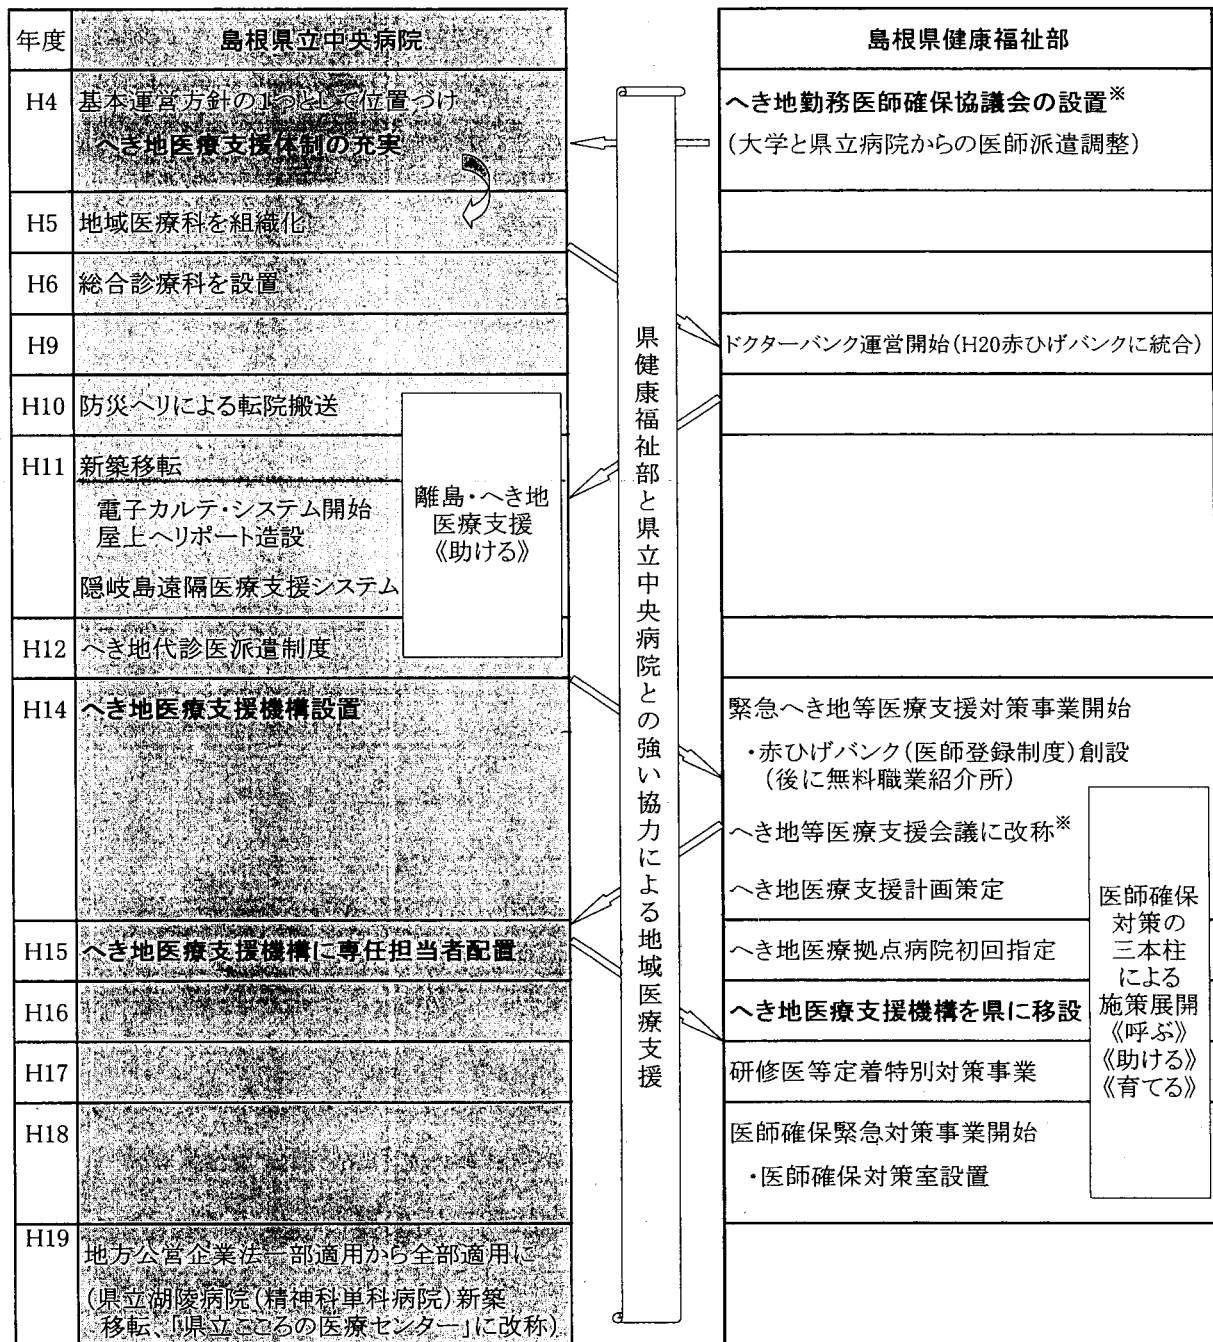 年度
島根県立中央病院
島根県健康福祉部
H4
基本運営方針の1つとして位置づけ
へき地医療支援体制の充実
へき地勤務医師確保協議会の設置※
(大学と県立病院からの医師派遣調整)
H5
地域医療科を組織化
H6
総合診療科を設置
H9
ドクターバンク運営開始(H20赤ひげバンクに統合)
H10
防災ヘリによる転院搬送
H11
新築移転
電子カルテ・システム開始
屋上ヘリポート造設
隠岐島遠隔医療支援システム
離島・へき地
医療支援
《助ける》
H12
へき地代診医派遣制度
県健康福祉部と県立中央病院との強い協力による地域医療支援
H14
へき地医療支援機構設置
緊急へき地等医療支援対策事業開始
・赤ひげバンク(医師登録制度)創設
(後に無料職業紹介所)
へき地等医療支援会議に改称※
へき地医療支援計画策定
H15
へき地医療支援機構に専任担当者配置
へき地医療拠点病院初回指定
H16
へき地医療支援機構を県に移設
H17
研修医等定着特別対策事業
H18
医師確保緊急対策事業開始
・医師確保対策室設置
医師確保
対策の
三本柱
による
施策展開
《呼ぶ》
《助ける》
《育てる》
H19
地方公営企業法一部適用から全部適用に
(県立湖陵病院(精神科単科病院)新築
移転、「県立こころの医療センター」に改称)